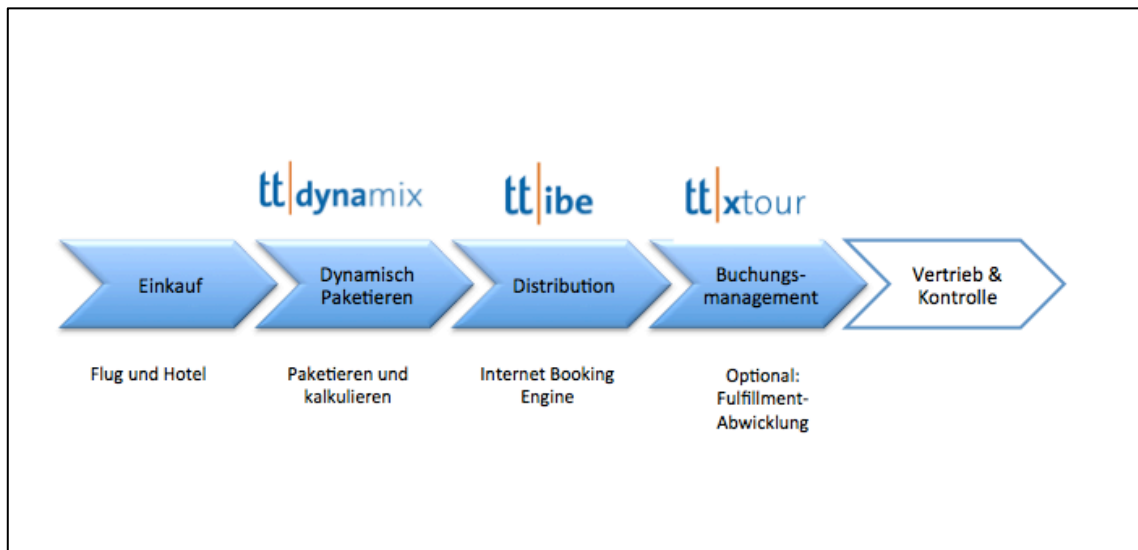 tt|dynamix
tt|ibe
tt|xtour
Einkauf
Dynamisch
Paketieren
Distribution
Buchungs-
management
Vertrieb &
Kontrolle
Flug und Hotel
Paketieren und
kalkulieren
Internet Booking
Engine
Optional:
Fulfillment-
Abwicklung